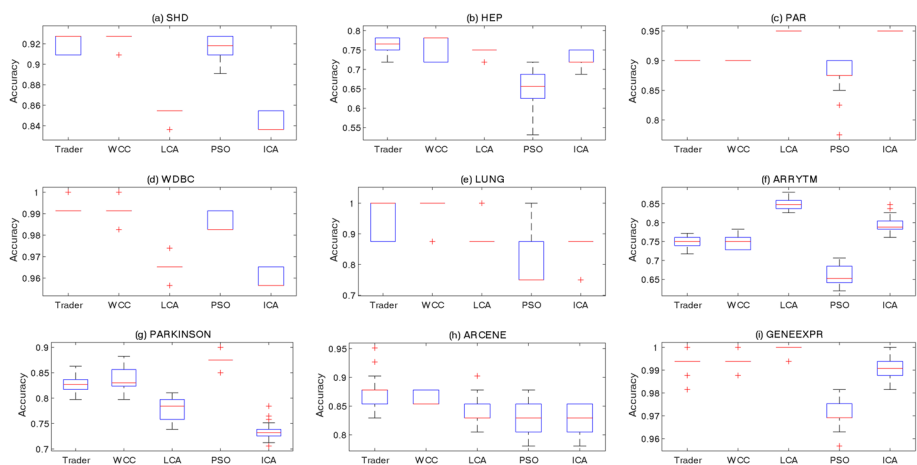 (a) SHD
Accuracy
0.92
0.9
0.88
0.86
0.84
Trader WCC LCA PSO ICA
(b) HEP
Accuracy
0.8
0.75
0.7
0.65
0.6
0.55
Trader WCC LCA PSO ICA
(c) PAR
Accuracy
0.95
0.9
0.85
0.8
Trader WCC LCA PSO ICA
(d) WDBC
Accuracy
1
0.99
0.98
0.97
0.96
Trader WCC LCA PSO ICA
(e) LUNG
Accuracy
1
0.9
0.8
0.7
Trader WCC LCA PSO ICA
(f) ARRYTM
Accuracy
0.85
0.8
0.75
0.7
0.65
Trader WCC LCA PSO ICA
(g) PARKINSON
Accuracy
0.9
0.85
0.8
0.75
0.7
Trader WCC LCA PSO ICA
(h) ARCENE
Accuracy
0.95
0.9
0.85
0.8
Trader WCC LCA PSO ICA
(i) GENEEXPR
Accuracy
1
0.99
0.98
0.97
0.96
Trader WCC LCA PSO ICA